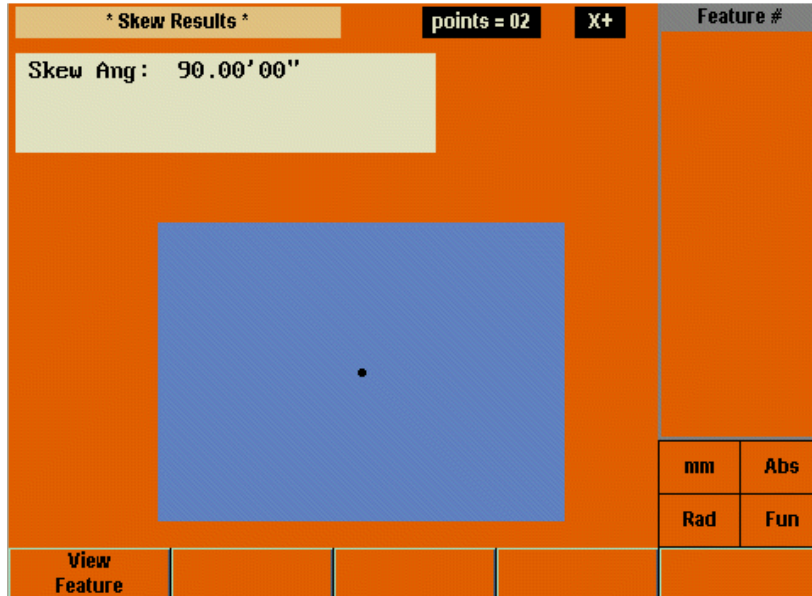 * Skew Results *
points = 02
X+
Feature #
Skew Ang: 90.00'00"
mm
Abs
Rad
Fun
View
Feature